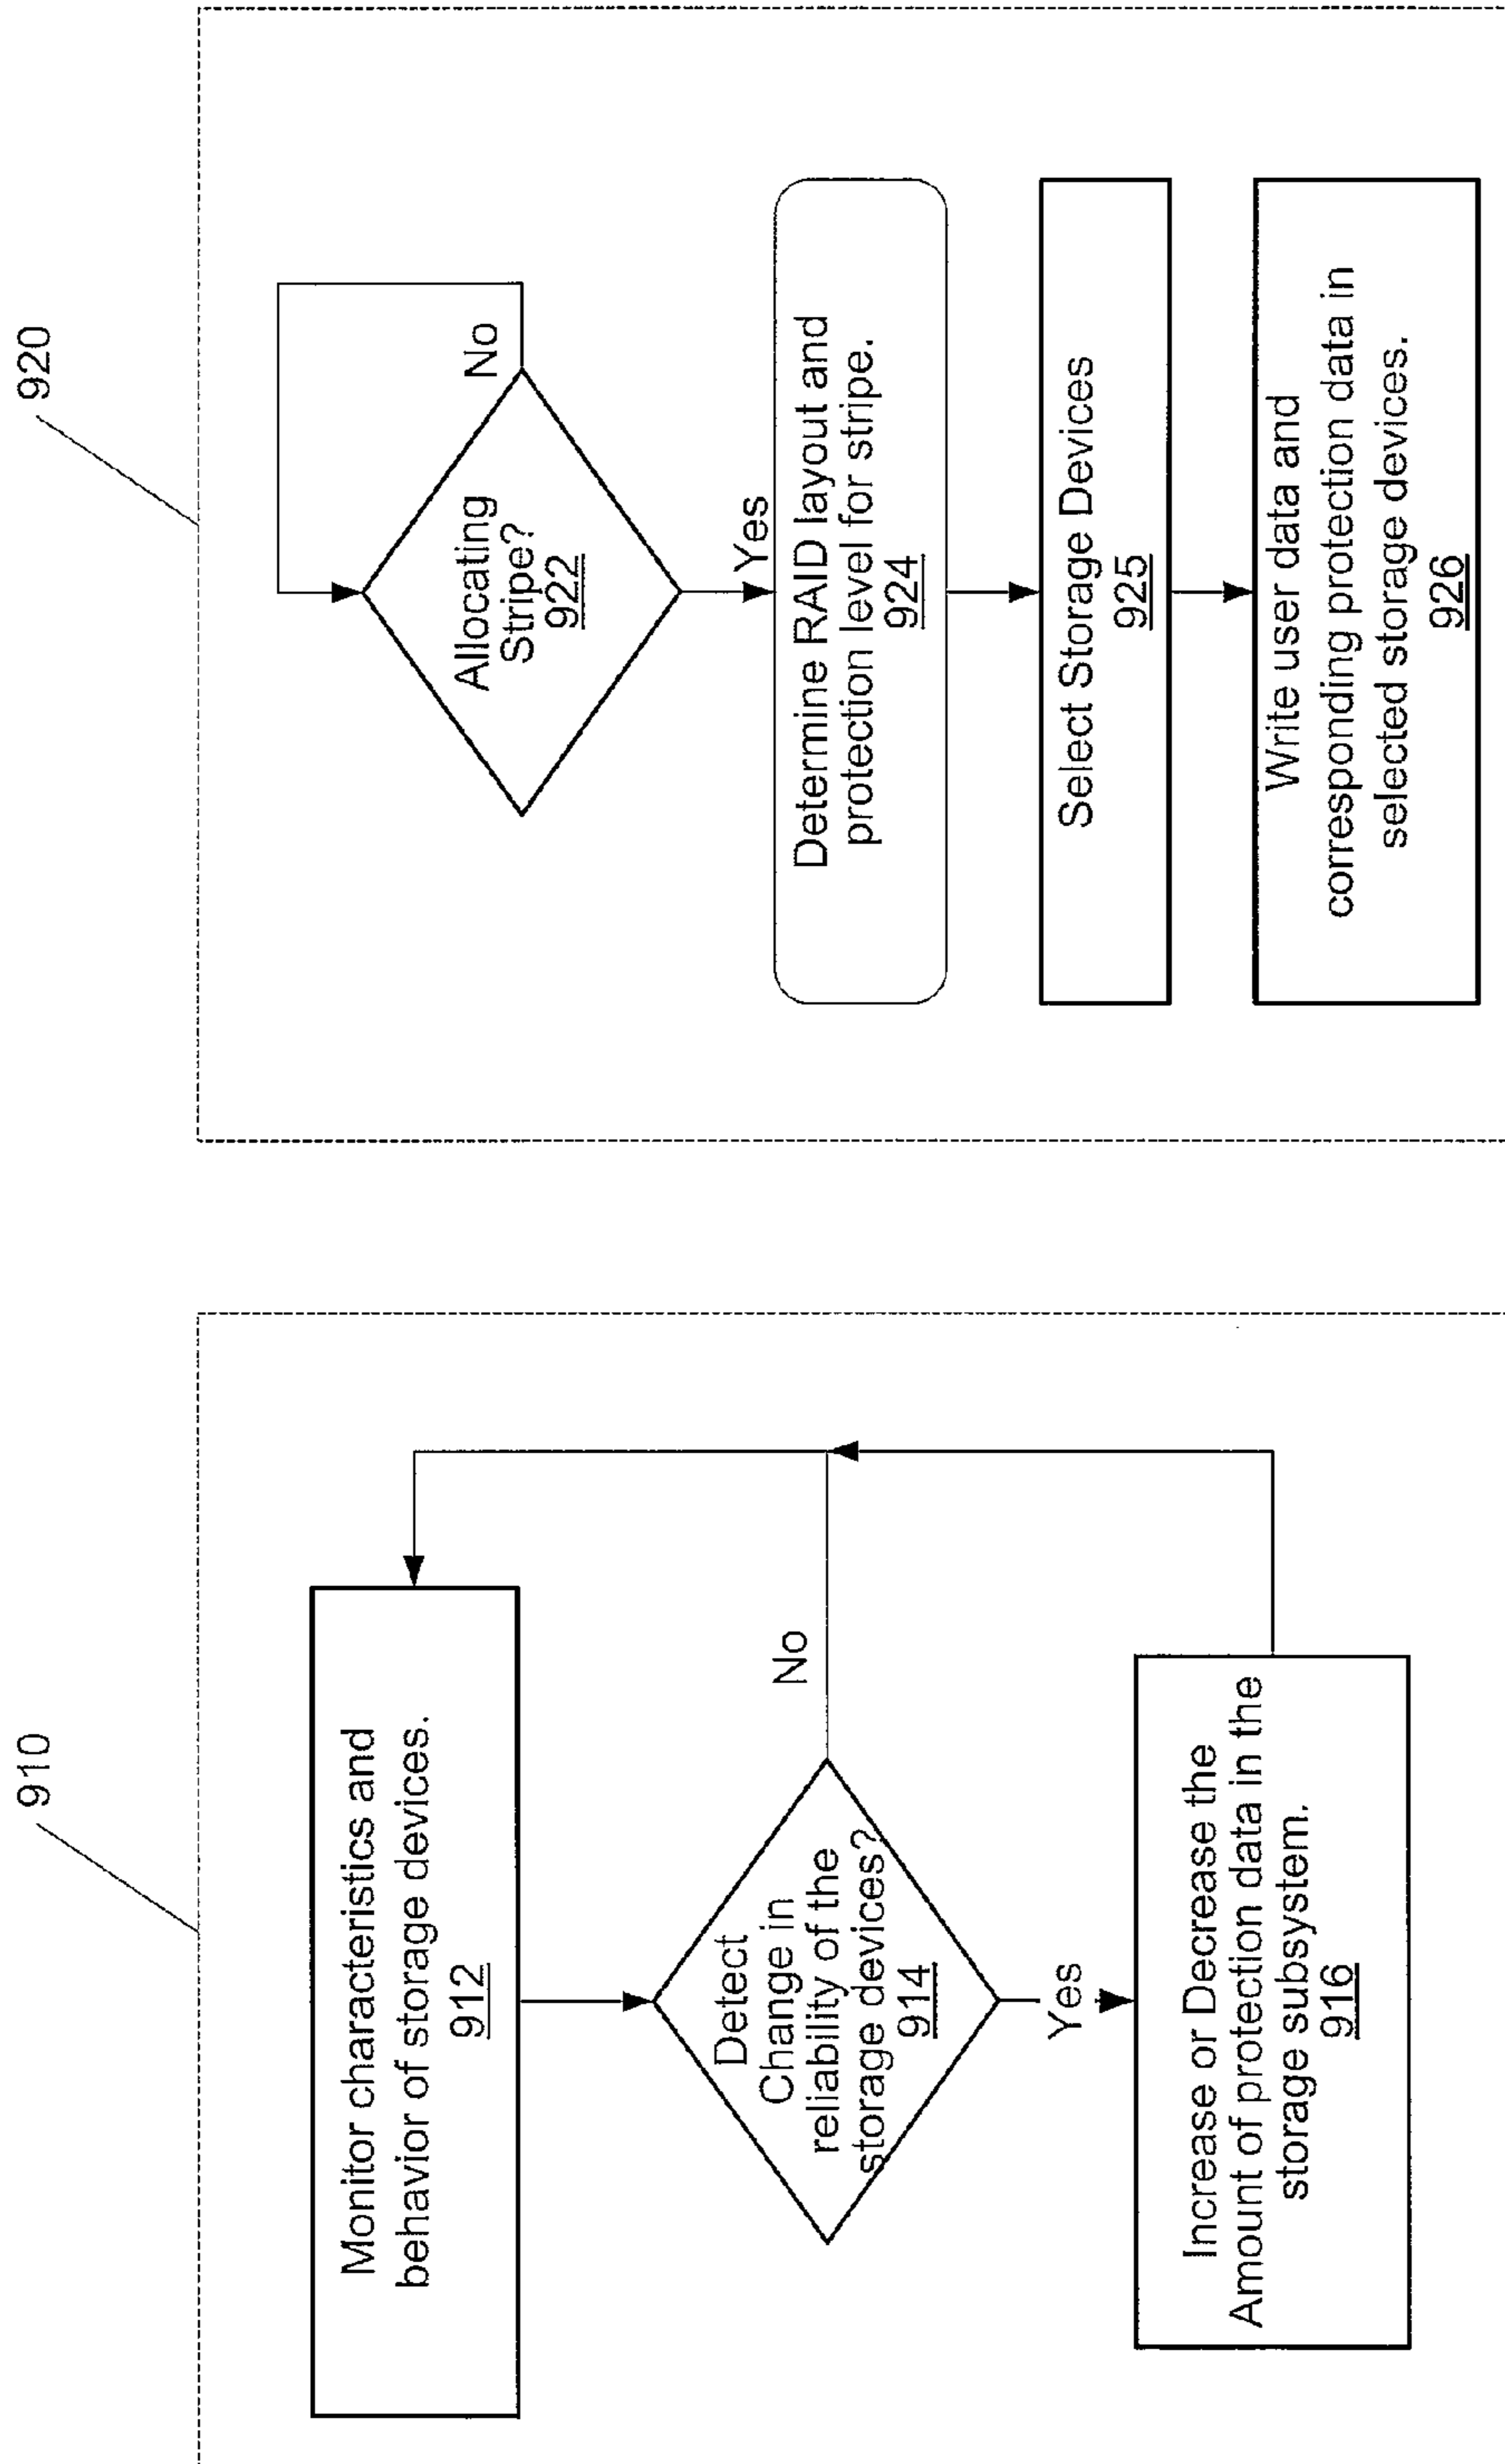 910
Monitor characteristics and
behavior of storage devices.
912
Detect
Change in
reliability of the
storage devices?
914
No
Yes
Increase or Decrease the
Amount of protection data in the
storage subsystem.
916
920
Allocating
Stripe?
922
No
Yes
Determine RAID layout and
protection level for stripe.
924
Select Storage Devices
925
Write user data and
corresponding protection data in
selected storage devices.
926